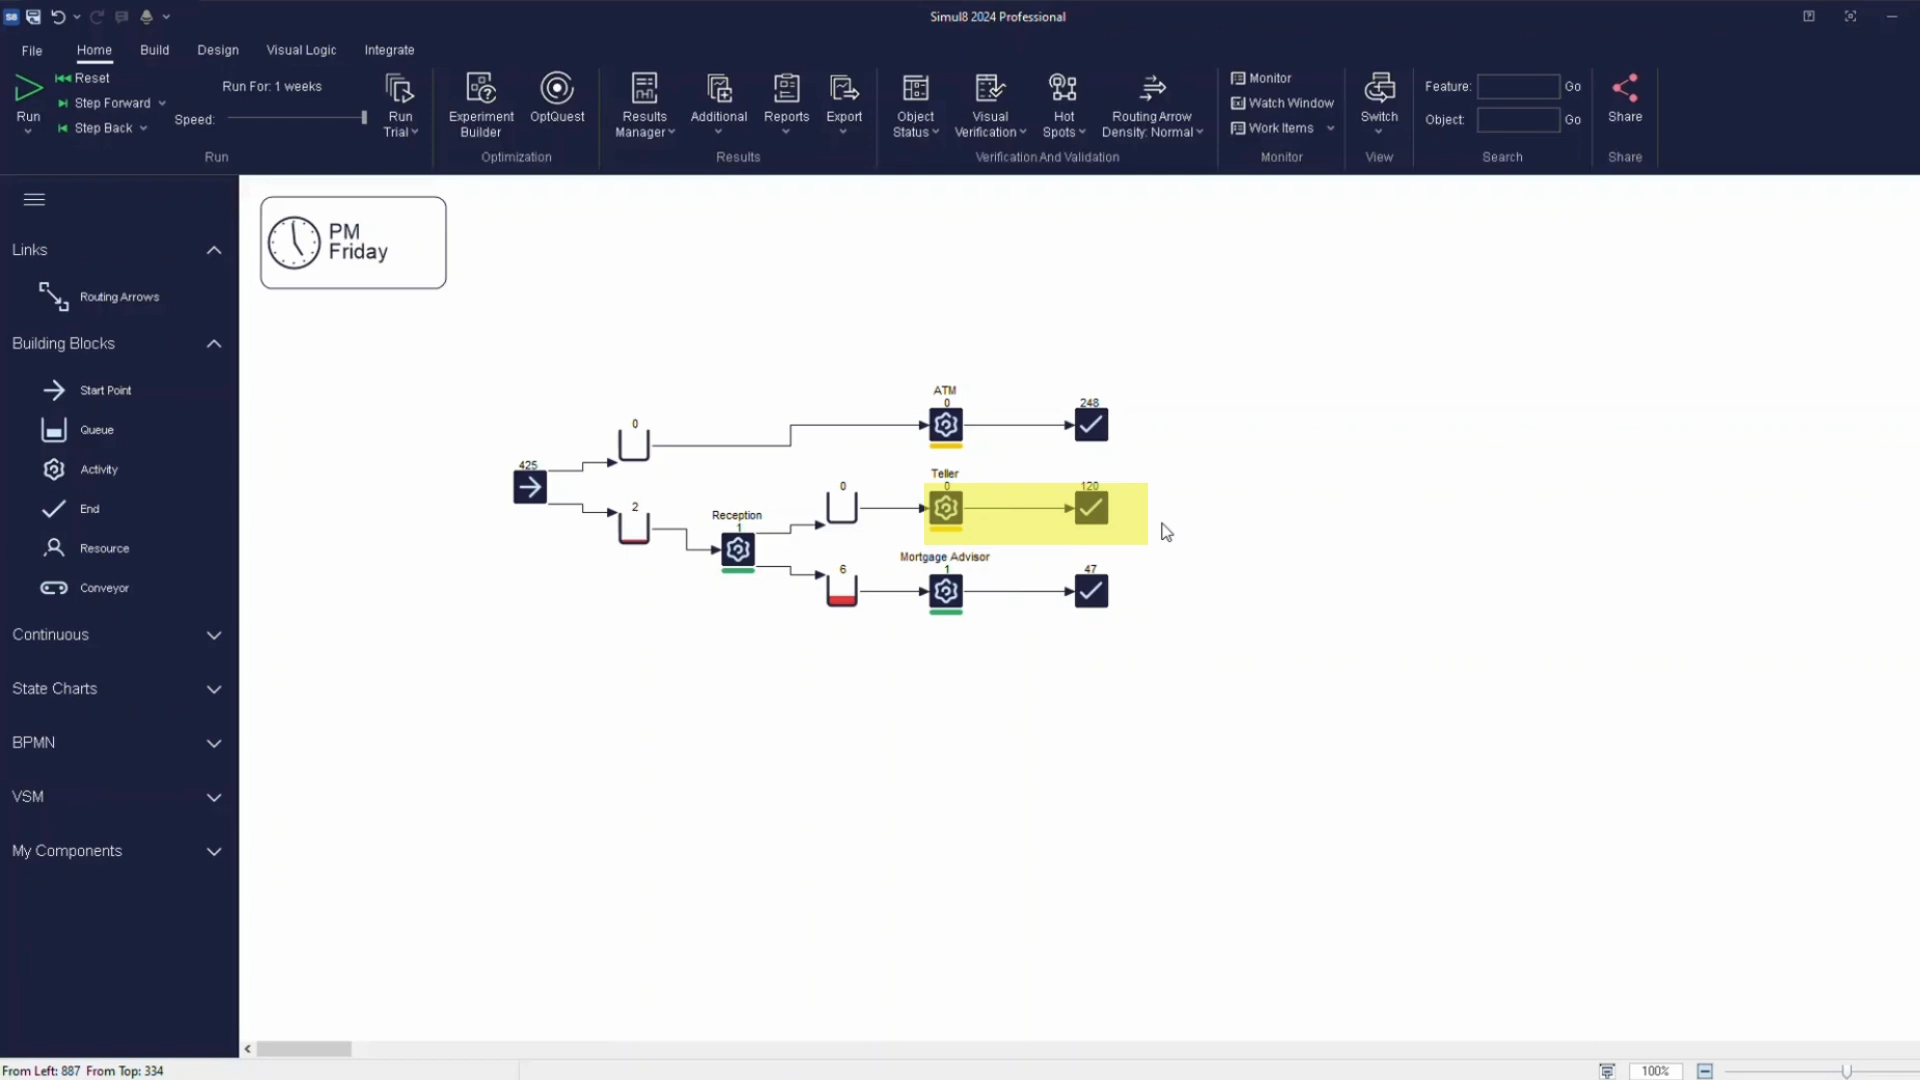 S8
Simul8 2024 Professional
File
Home
Build
Design
Visual Logic
Integrate
Run
Reset
Step Forward
Step Back
Run For: 1 weeks
Speed:
Run
Trial
Run
Experiment
Builder
OptQuest
Optimization
Results
Manager
Additional
Reports
Export
Results
Object
Status
Visual
Verification
Hot
Spots
Routing Arrow
Density: Normal
Verification And Validation
Monitor
Watch Window
Work Items
Monitor
Switch
View
Feature:
Go
Object:
Go
Search
Share
Share
Links
Routing Arrows
Building Blocks
Start Point
Queue
Activity
End
Resource
Conveyor
Continuous
State Charts
BPMN
VSM
My Components
PM
Friday
425
0
2
Reception
1
0
6
ATM
0
248
Teller
0
120
Mortgage Advisor
1
47
From Left: 887 From Top: 334
100%